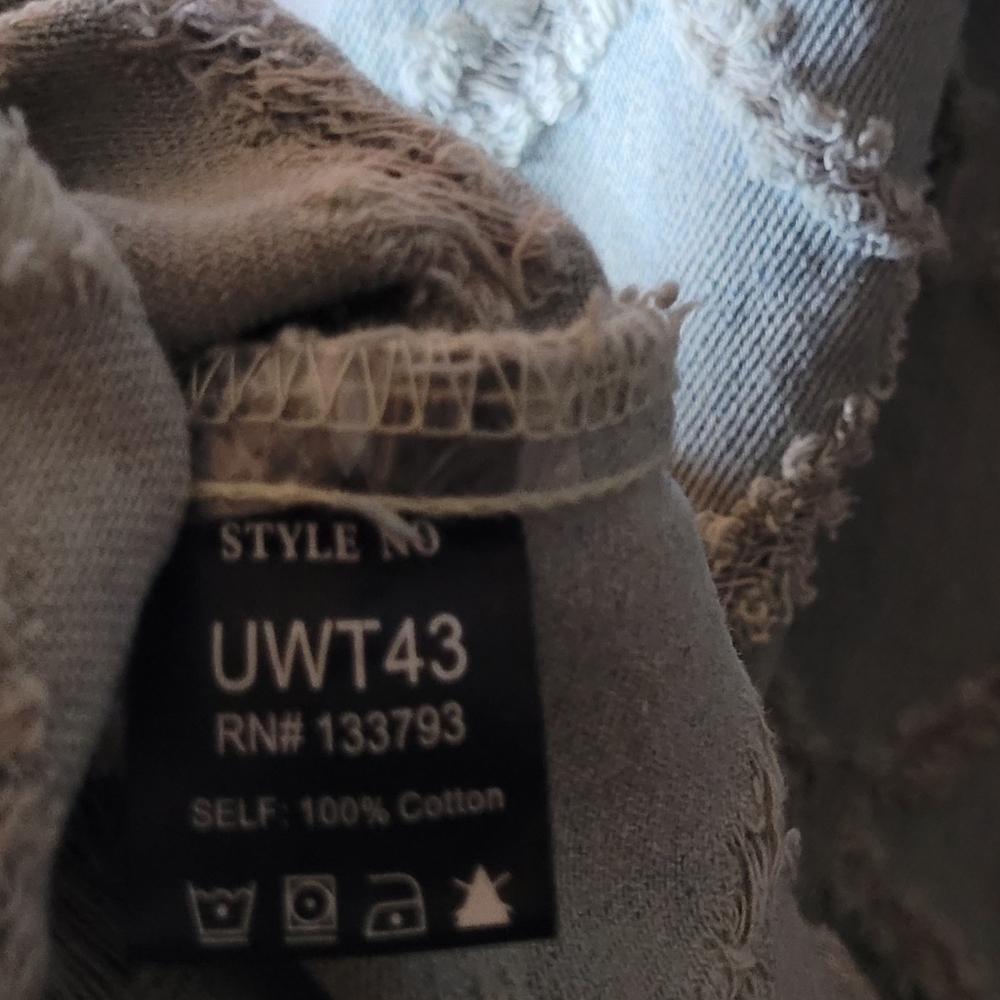 STYLE NO
UWT43
RN# 133793
SELF: 100% Cotton